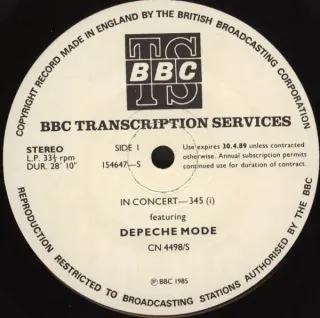 COPYRIGHT RECORD MADE IN ENGLAND BY THE BRITISH BROADCASTING CORPORATION
TS
BBC
BBC TRANSCRIPTION SERVICES
STEREO
L.P. 33⅓ rpm
DUR. 28' 10"
SIDE 1
154647—S
Use expires 30.4.89 unless contracted
otherwise. Annual subscription permits
continued use for duration of contract.
IN CONCERT—345 (i)
featuring
DEPECHE MODE
CN 4498/S
Ⓟ BBC 1985
REPRODUCTION RESTRICTED TO BROADCASTING STATIONS AUTHORISED BY THE BBC